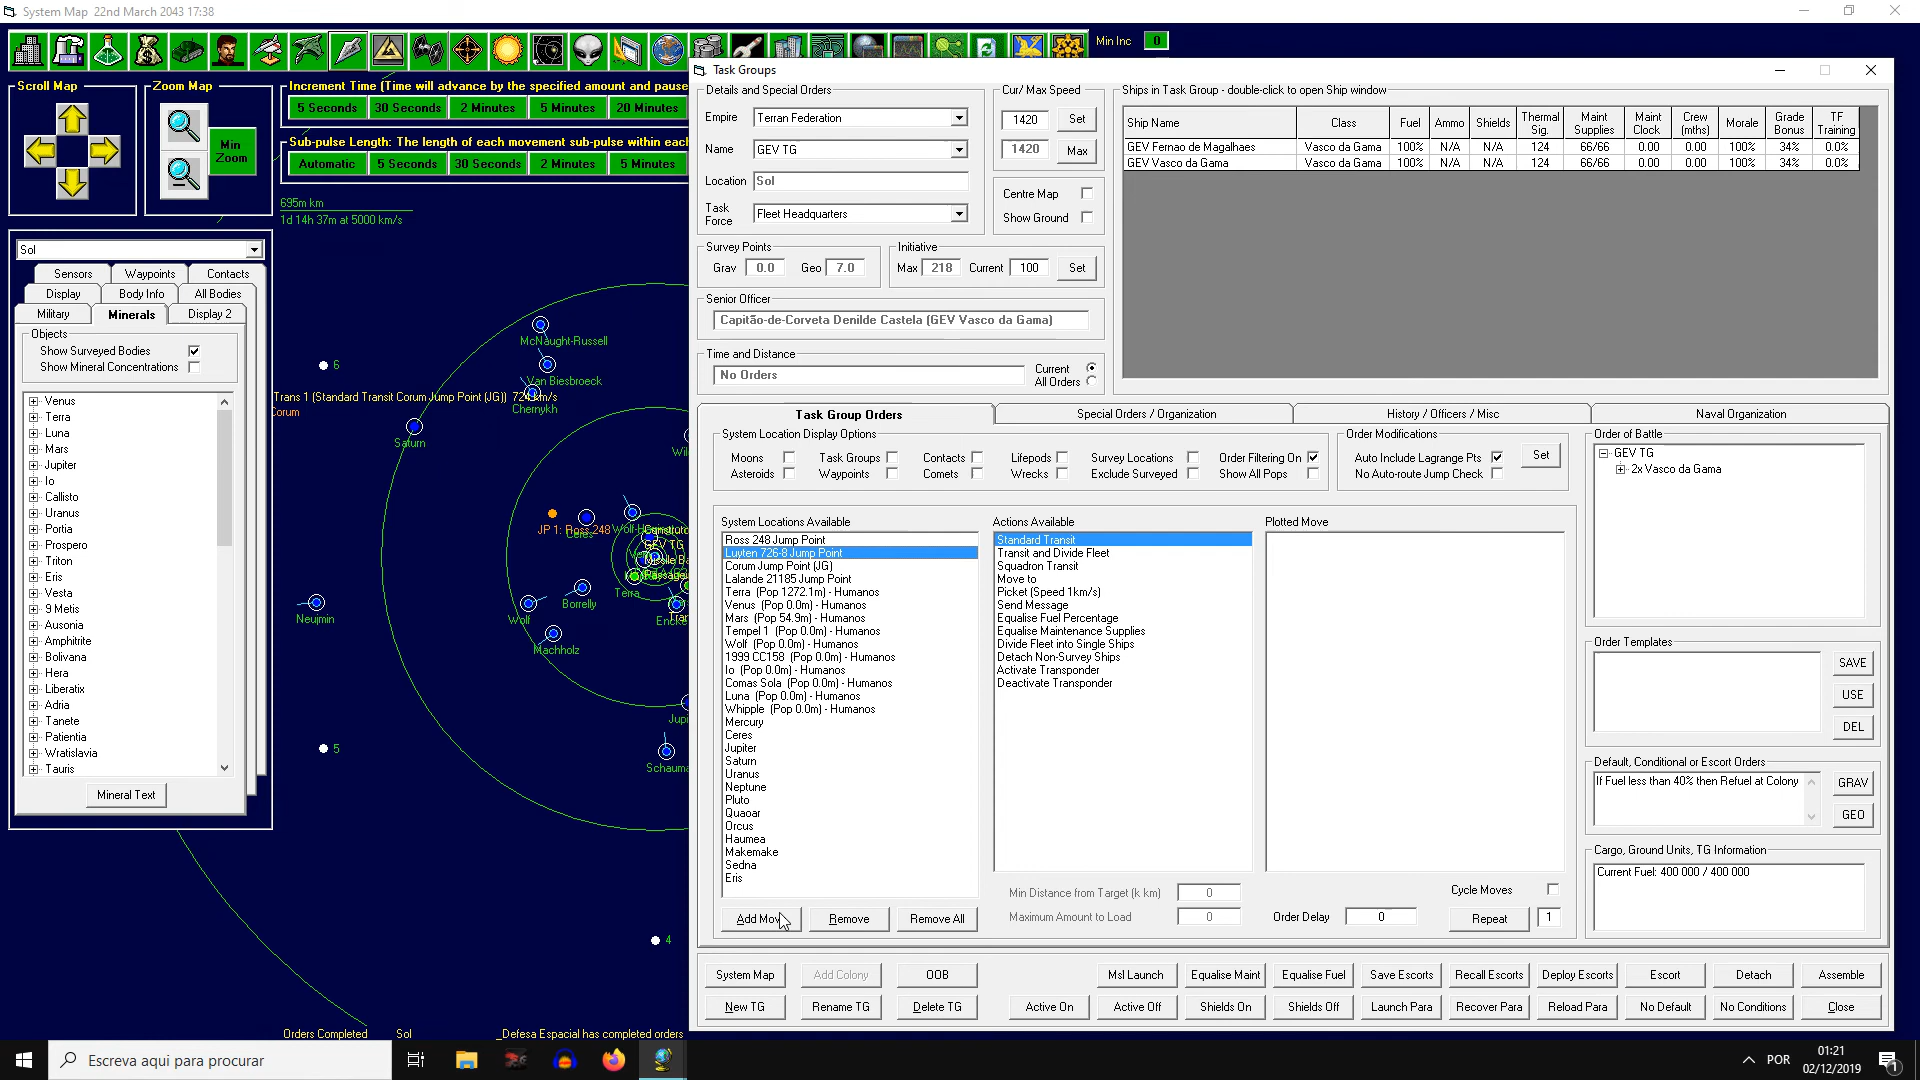 System Map  22nd March 2043 17:38
Min Inc 0
Scroll Map
Zoom Map
Min Zoom
Increment Time (Time will advance by the specified amount and pause
5 Seconds 30 Seconds 2 Minutes 5 Minutes 20 Minutes
Sub-pulse Length: The length of each movement sub-pulse within each
Automatic 5 Seconds 30 Seconds 2 Minutes 5 Minutes
695m km
1d 14h 37m at 5000 km/s
Sol
Sensors Waypoints Contacts
Display Body Info All Bodies
Military Minerals Display 2
Objects
Show Surveyed Bodies
Show Mineral Concentrations
Venus
Terra
Luna
Mars
Jupiter
Io
Callisto
Uranus
Portia
Prospero
Triton
Eris
Vesta
9 Metis
Ausonia
Amphitrite
Bolivana
Hera
Liberatix
Adria
Tanete
Patientia
Wratislavia
Tauris
Mineral Text
McNaught-Russell
Van Biesbroeck
Chernykh
Trans 1 (Standard Transit Corum Jump Point (JG))  724 km/s
Corum
6
Saturn
JP 1: Ross 248
Ceres
GEV TG
Terra
Borrelly
Wolf
Machholz
Neujmin
5
4
Orders Completed Sol _Defesa Espacial has completed orders
Task Groups
Details and Special Orders
Empire Terran Federation
Name GEV TG
Location Sol
Task Force Fleet Headquarters
Cur/ Max Speed
1420 Set
1420 Max
Centre Map
Show Ground
Survey Points
Grav 0.0 Geo 7.0
Initiative
Max 218 Current 100 Set
Senior Officer
Capitão-de-Corveta Denilde Castela (GEV Vasco da Gama)
Time and Distance
No Orders
Current
All Orders
Ships in Task Group - double-click to open Ship window
Ship Name Class Fuel Ammo Shields Thermal Sig. Maint Supplies Maint Clock Crew (mths) Morale Grade Bonus TF Training
GEV Fernao de Magalhaes Vasco da Gama 100% N/A N/A 124 66/66 0.00 0.00 100% 34% 0.0%
GEV Vasco da Gama Vasco da Gama 100% N/A N/A 124 66/66 0.00 0.00 100% 34% 0.0%
Task Group Orders Special Orders / Organization History / Officers / Misc Naval Organization
System Location Display Options
Moons Task Groups Contacts Lifepods Survey Locations Order Filtering On
Asteroids Waypoints Comets Wrecks Exclude Surveyed Show All Pops
Order Modifications
Auto Include Lagrange Pts Set
No Auto-route Jump Check
Order of Battle
GEV TG
2x Vasco da Gama
System Locations Available
Ross 248 Jump Point
Luyten 726-8 Jump Point
Corum Jump Point (JG)
Lalande 21185 Jump Point
Terra  (Pop 1272.1m) - Humanos
Venus  (Pop 0.0m) - Humanos
Mars  (Pop 54.9m) - Humanos
Tempel 1  (Pop 0.0m) - Humanos
Wolf  (Pop 0.0m) - Humanos
1999 CC158  (Pop 0.0m) - Humanos
Io  (Pop 0.0m) - Humanos
Comas Sola  (Pop 0.0m) - Humanos
Luna  (Pop 0.0m) - Humanos
Whipple  (Pop 0.0m) - Humanos
Mercury
Ceres
Jupiter
Saturn
Uranus
Neptune
Pluto
Quaoar
Orcus
Haumea
Makemake
Sedna
Eris
Actions Available
Standard Transit
Transit and Divide Fleet
Squadron Transit
Move to
Picket (Speed 1km/s)
Send Message
Equalise Fuel Percentage
Equalise Maintenance Supplies
Divide Fleet into Single Ships
Detach Non-Survey Ships
Activate Transponder
Deactivate Transponder
Plotted Move
Order Templates
SAVE
USE
DEL
Default, Conditional or Escort Orders
If Fuel less than 40% then Refuel at Colony
GRAV
GEO
Cargo, Ground Units, TG Information
Current Fuel: 400 000 / 400 000
Min Distance from Target (k km) 0
Maximum Amount to Load 0
Order Delay 0
Cycle Moves
Repeat 1
Add Move Remove Remove All
System Map Add Colony OOB Msl Launch Equalise Maint Equalise Fuel Save Escorts Recall Escorts Deploy Escorts Escort Detach Assemble
New TG Rename TG Delete TG Active On Active Off Shields On Shields Off Launch Para Recover Para Reload Para No Default No Conditions Close
Escreva aqui para procurar
POR
01:21
02/12/2019
1